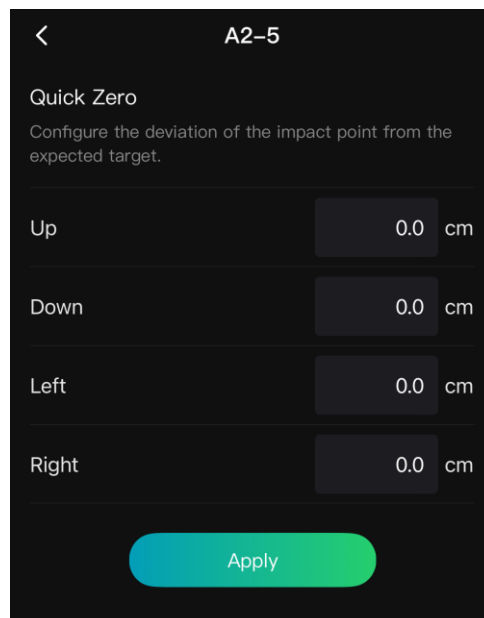 A2-5
Quick Zero
Configure the deviation of the impact point from the
expected target.
Up 0.0 cm
Down 0.0 cm
Left 0.0 cm
Right 0.0 cm
Apply